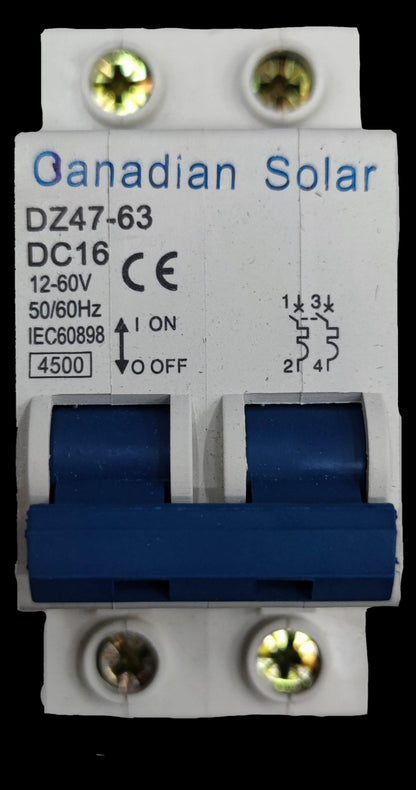 Canadian Solar
DZ47-63
DC16
CE
12-60V
50/60Hz
IEC60898
4500
I ON
O OFF
1 3
2 4